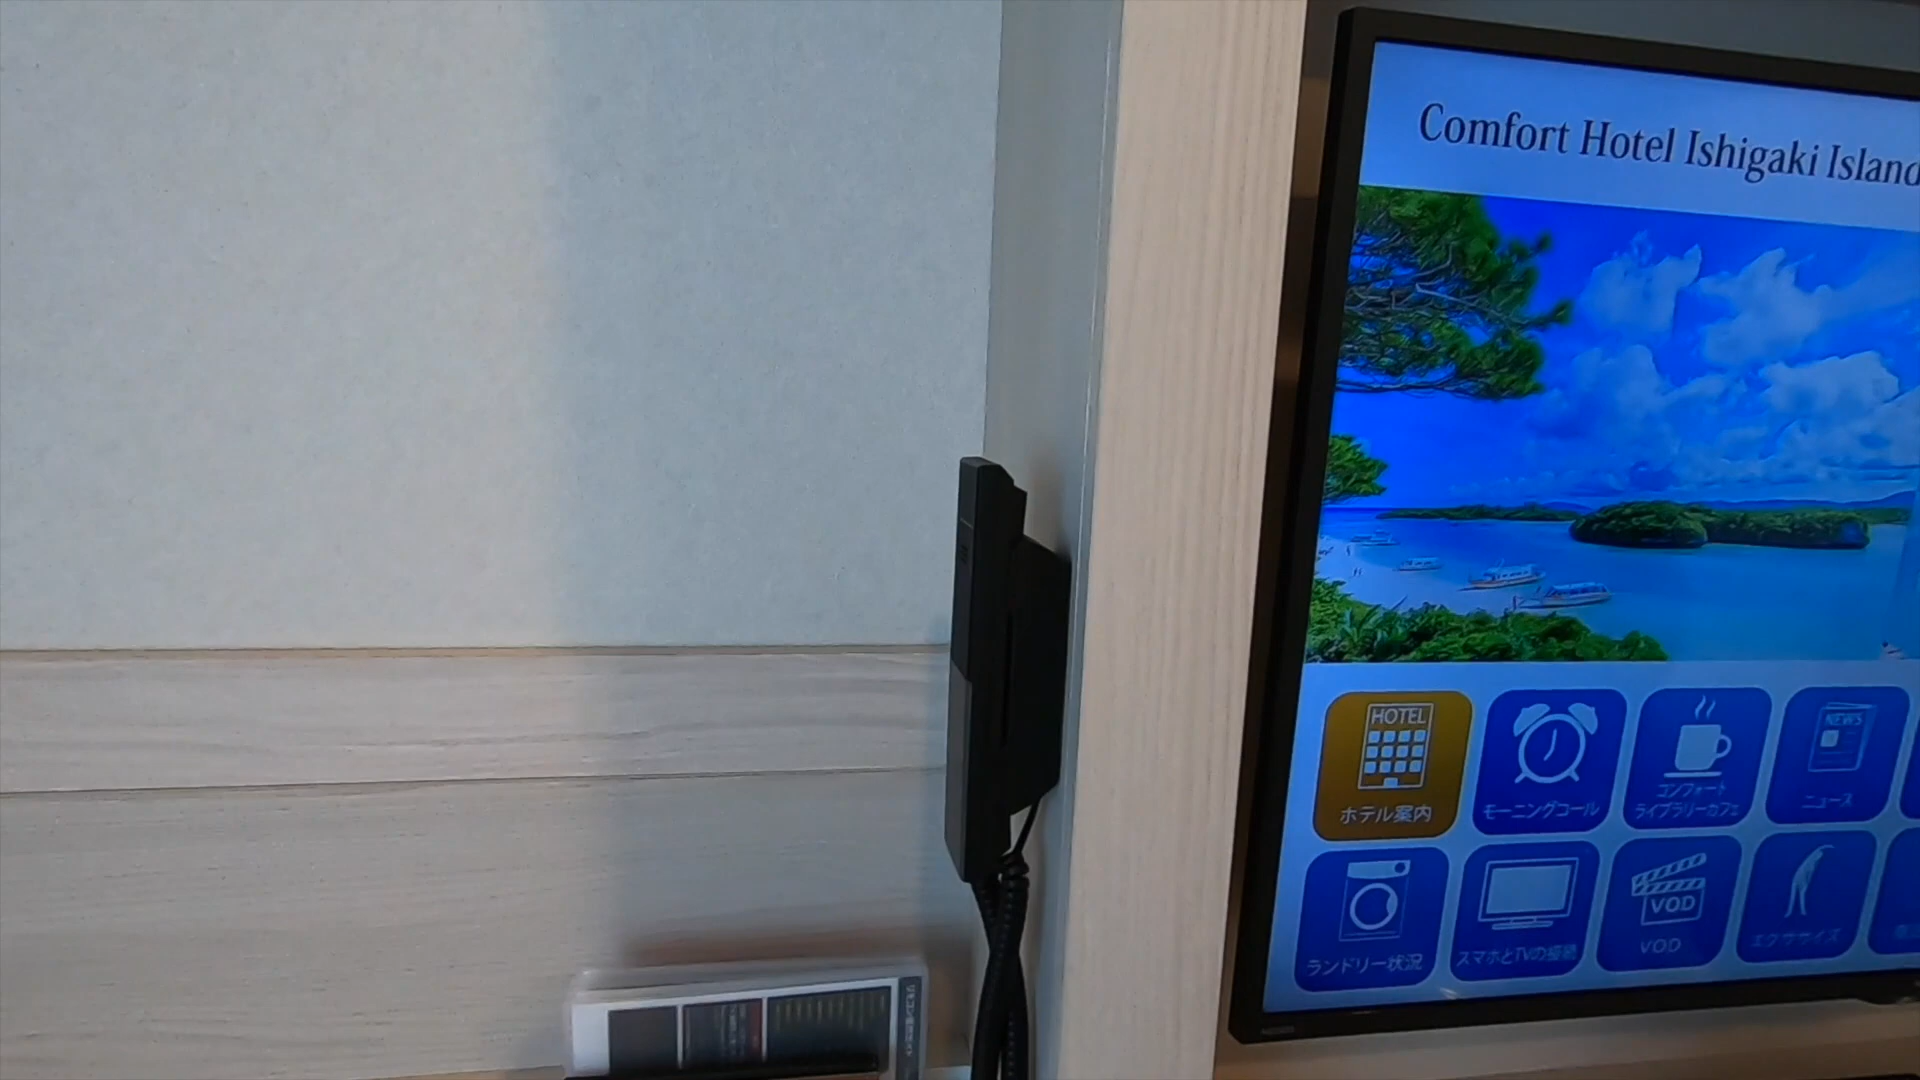 Comfort Hotel Ishigaki Island
HOTEL
ホテル案内
モーニングコール
コンフォート
ライブラリーカフェ
NEWS
ニュース
ランドリー状況
スマホとTVの接続
VOD
VOD
エクササイズ